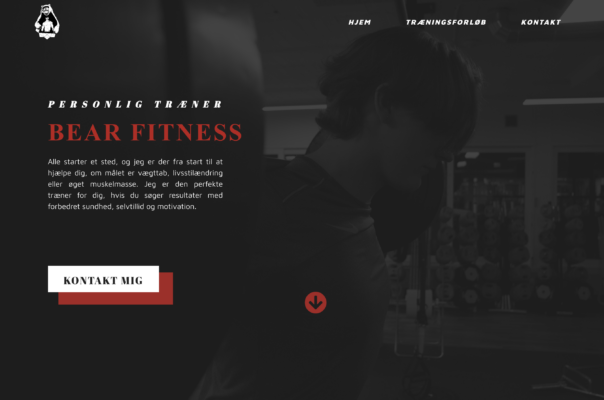 HJEM
TRÆNINGSFORLØB
KONTAKT
PERSONLIG TRÆNER
BEAR FITNESS
Alle starter et sted, og jeg er der fra start til at
hjælpe dig, om målet er vægttab, livsstilændring
eller øget muskelmasse. Jeg er den perfekte
træner for dig, hvis du søger resultater med
forbedret sundhed, selvtillid og motivation.
KONTAKT MIG